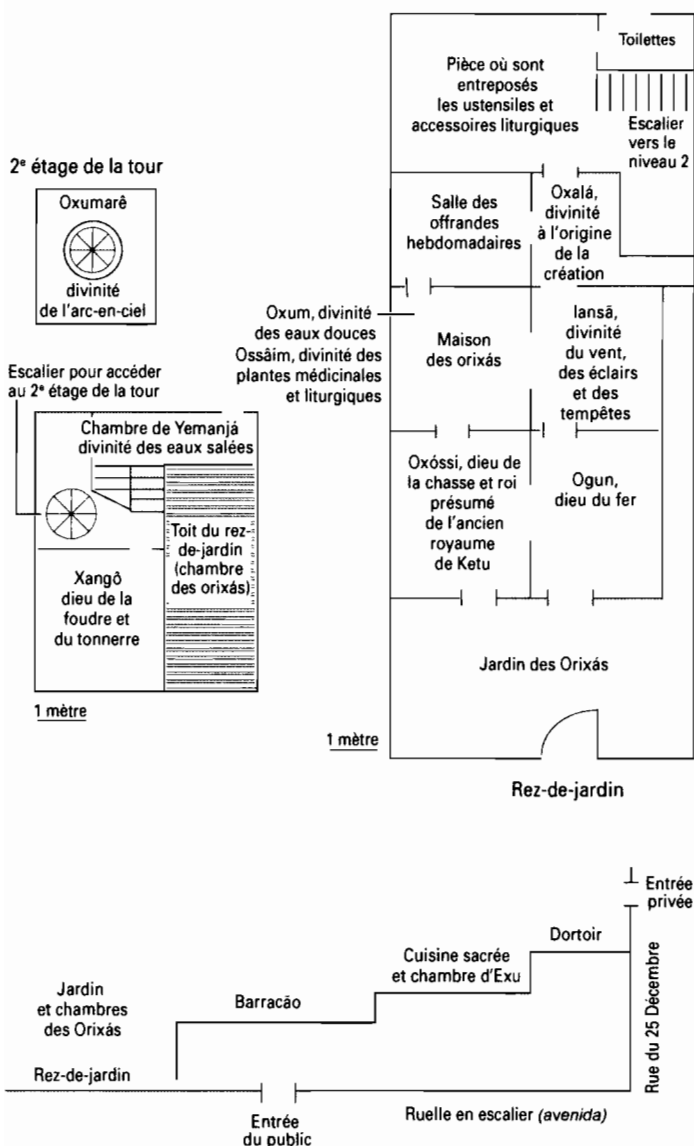 Toilettes
Pièce où sont
entreposés
les ustensiles et
accessoires liturgiques
Escalier
vers le
niveau 2
2e étage de la tour
Oxumarê
divinité
de l'arc-en-ciel
Salle des
offrandes
hebdomadaires
Oxalá,
divinité
à l'origine
de la
création
Oxum, divinité
des eaux douces
Ossâim, divinité des
plantes médicinales
et liturgiques
Maison
des orixás
Iansã,
divinité
du vent,
des éclairs
et des
tempêtes
Escalier pour accéder
au 2e étage de la tour
Chambre de Yemanjá
divinité des eaux salées
Toit du rez-
de-jardin
(chambre
des orixás)
Xangô
dieu de la
foudre et
du tonnerre
1 mètre
Oxóssi, dieu de
la chasse et roi
présumé
de l'ancien
royaume
de Ketu
Ogun,
dieu du fer
Jardin des Orixás
1 mètre
Rez-de-jardin
Entrée
privée
Dortoir
Cuisine sacrée
et chambre d'Exu
Rue du 25 Décembre
Jardin
et chambres
des Orixás
Barracão
Rez-de-jardin
Entrée
du public
Ruelle en escalier (avenida)